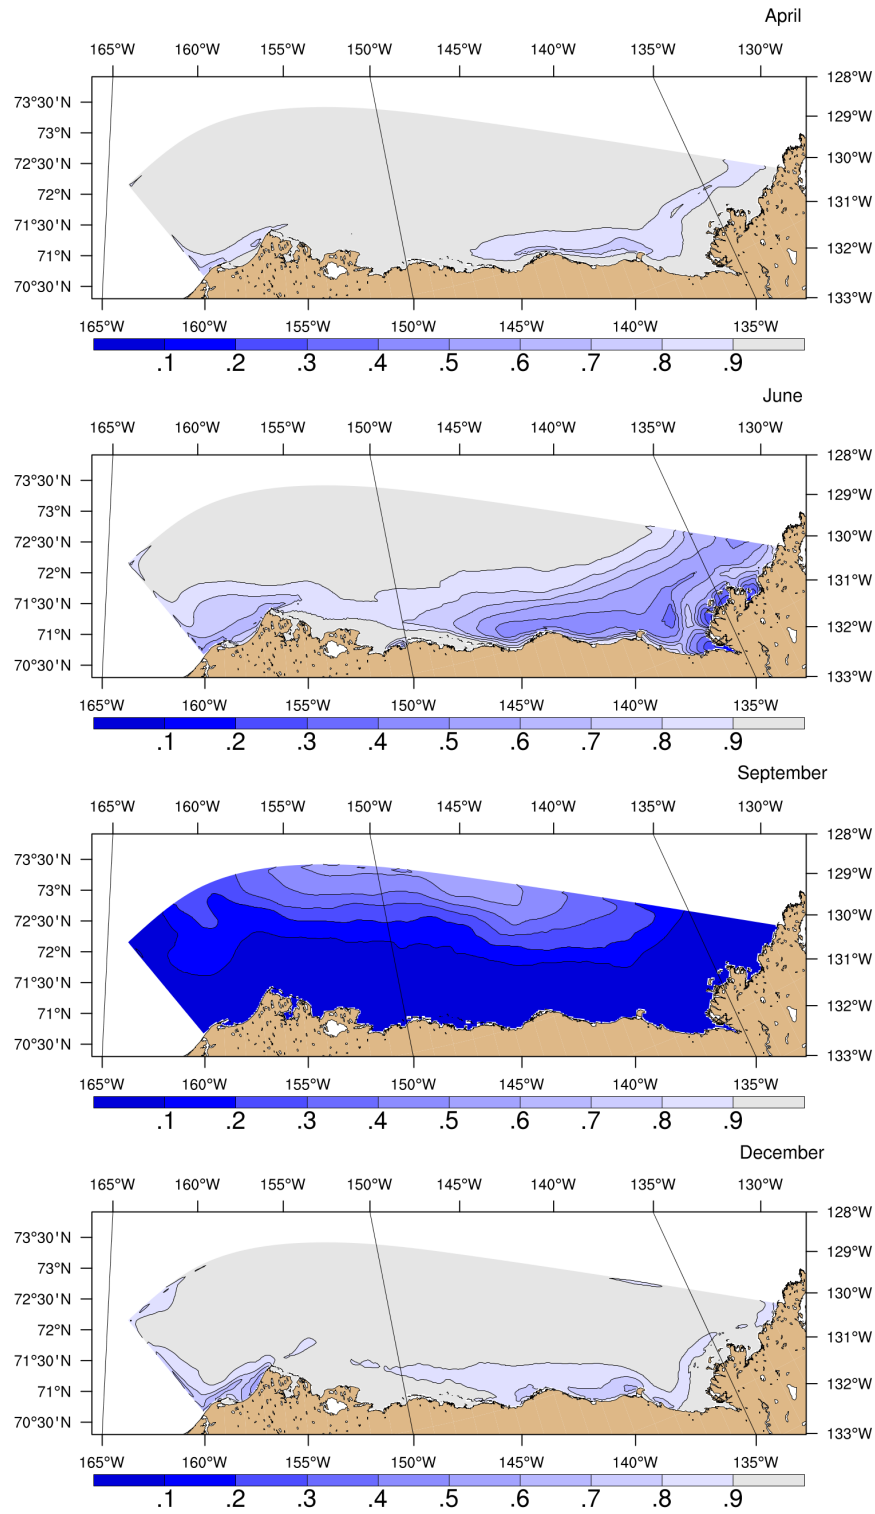 April
165°W 160°W 155°W 150°W 145°W 140°W 135°W 130°W
128°W
73°30'N
129°W
73°N
72°30'N
130°W
72°N
131°W
71°30'N
71°N
132°W
70°30'N
133°W
165°W 160°W 155°W 150°W 145°W 140°W 135°W
.1 .2 .3 .4 .5 .6 .7 .8 .9
June
165°W 160°W 155°W 150°W 145°W 140°W 135°W 130°W
128°W
73°30'N
129°W
73°N
72°30'N
130°W
72°N
131°W
71°30'N
71°N
132°W
70°30'N
133°W
165°W 160°W 155°W 150°W 145°W 140°W 135°W
.1 .2 .3 .4 .5 .6 .7 .8 .9
September
165°W 160°W 155°W 150°W 145°W 140°W 135°W 130°W
128°W
73°30'N
129°W
73°N
72°30'N
130°W
72°N
131°W
71°30'N
71°N
132°W
70°30'N
133°W
165°W 160°W 155°W 150°W 145°W 140°W 135°W
.1 .2 .3 .4 .5 .6 .7 .8 .9
December
165°W 160°W 155°W 150°W 145°W 140°W 135°W 130°W
128°W
73°30'N
129°W
73°N
72°30'N
130°W
72°N
131°W
71°30'N
71°N
132°W
70°30'N
133°W
165°W 160°W 155°W 150°W 145°W 140°W 135°W
.1 .2 .3 .4 .5 .6 .7 .8 .9